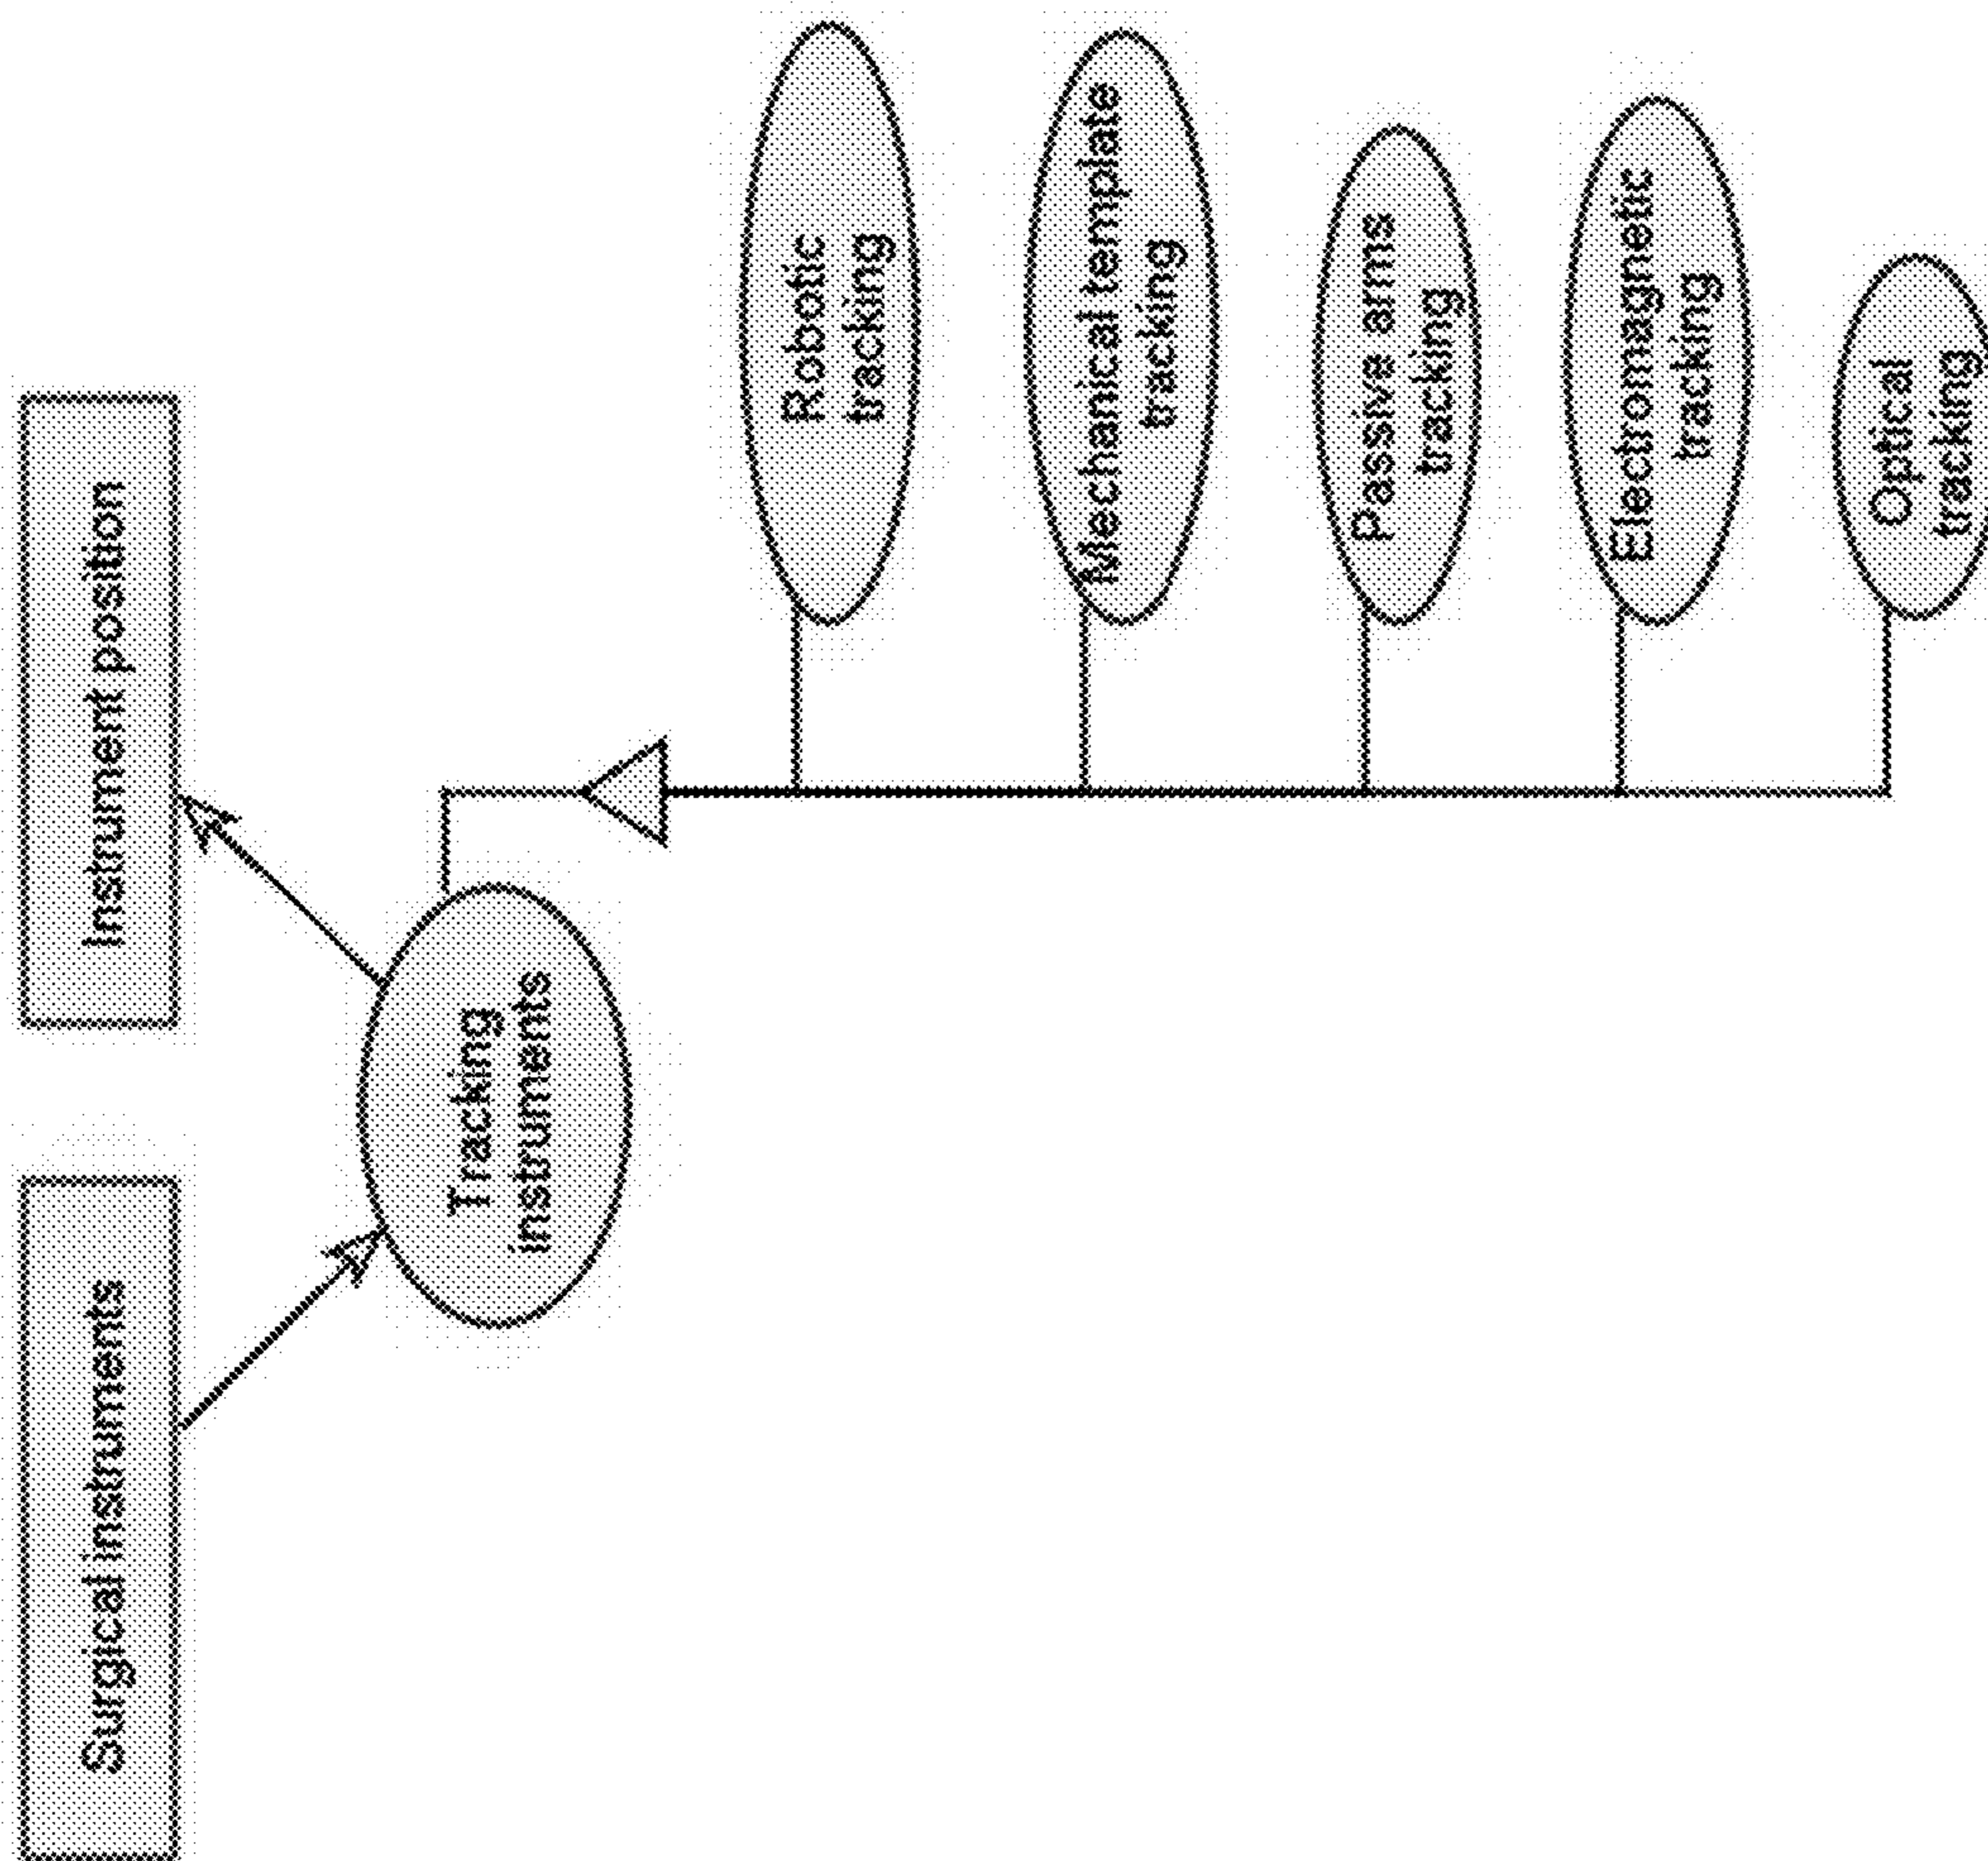 Surgical instruments
Instrument position
Tracking
instruments
Robotic
tracking
Mechanical template
tracking
Passive arms
tracking
Electromagnetic
tracking
Optical
tracking